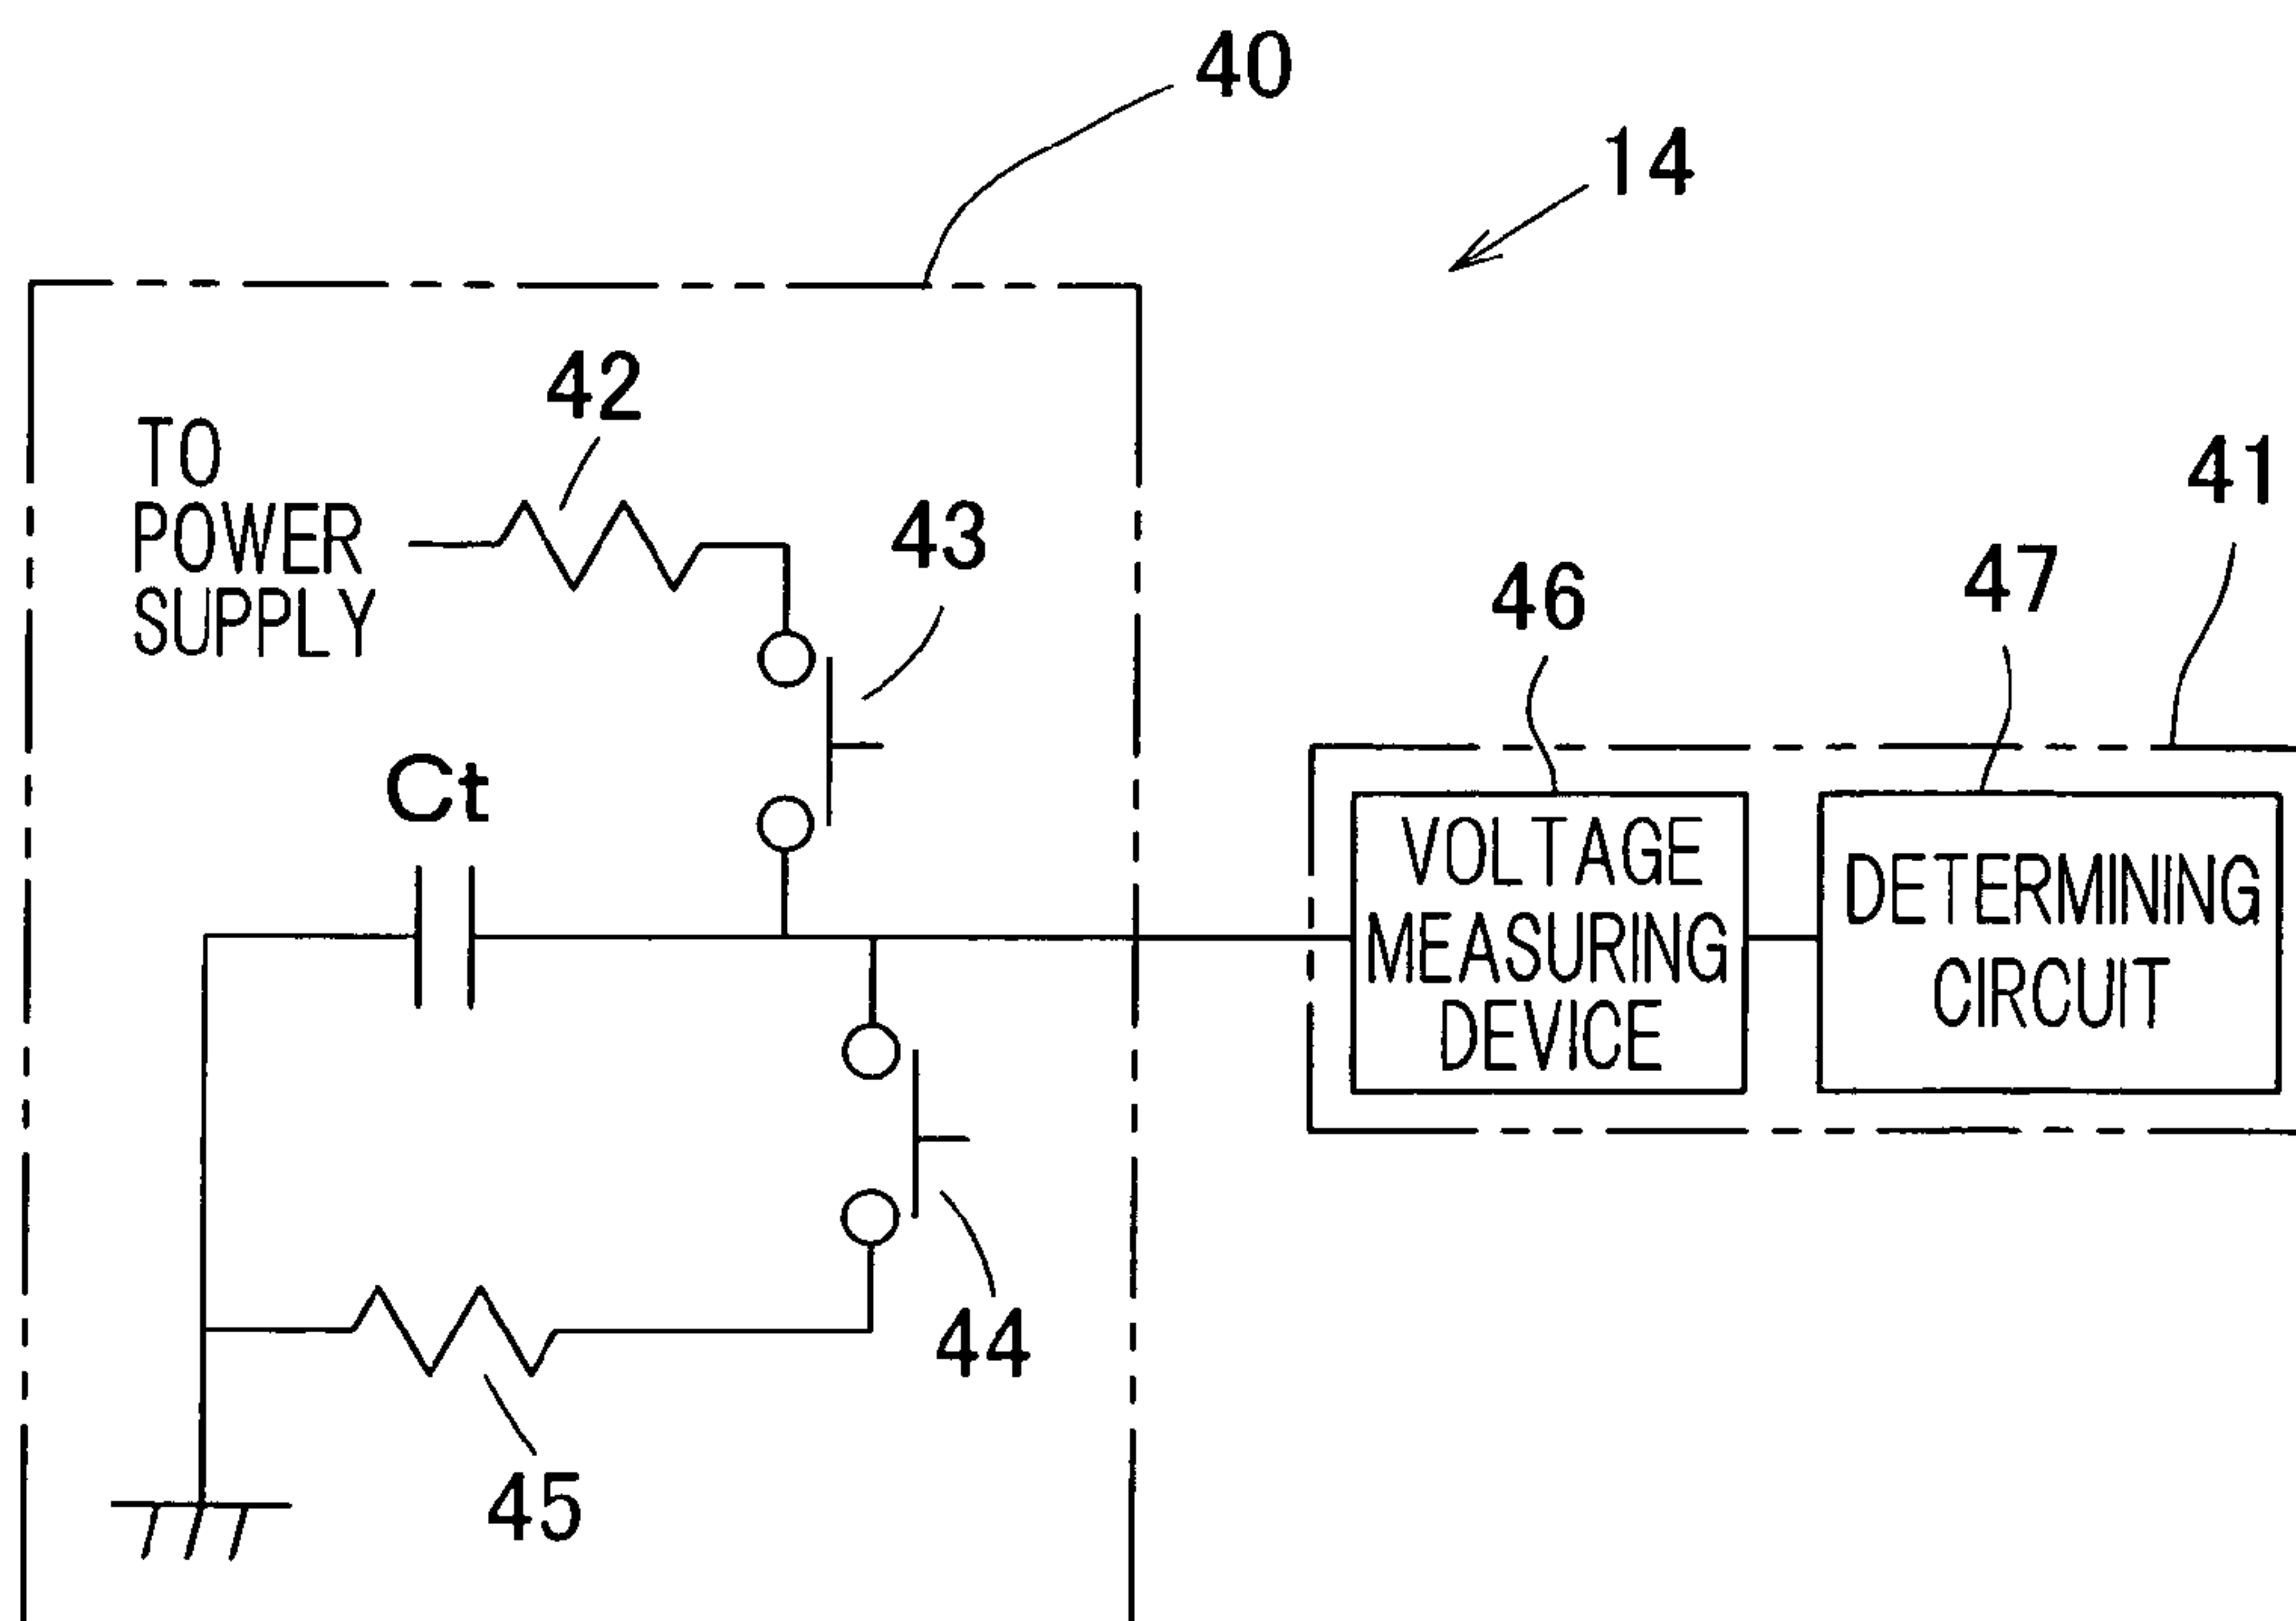 40
14
42
TO
POWER
SUPPLY
43
41
46
47
Ct
VOLTAGE
MEASURING
DEVICE
DETERMINING
CIRCUIT
44
45